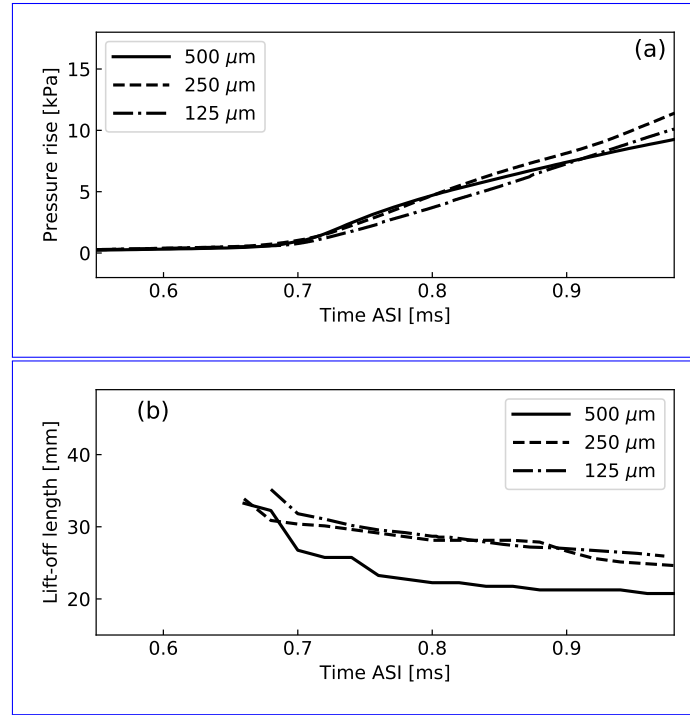 (a)
500 μm
250 μm
125 μm
15
10
5
0
Pressure rise [kPa]
0.6 0.7 0.8 0.9
Time ASI [ms]
(b)
500 μm
250 μm
125 μm
40
30
20
Lift-off length [mm]
0.6 0.7 0.8 0.9
Time ASI [ms]